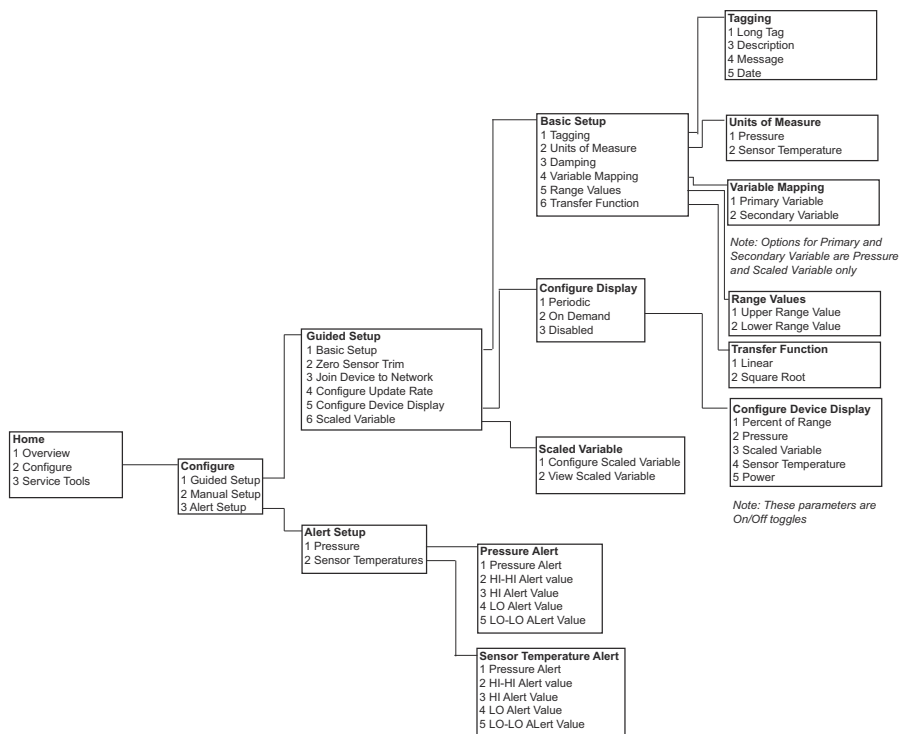 Tagging
1 Long Tag
3 Description
4 Message
5 Date
Basic Setup
1 Tagging
2 Units of Measure
3 Damping
4 Variable Mapping
5 Range Values
6 Transfer Function
Units of Measure
1 Pressure
2 Sensor Temperature
Variable Mapping
1 Primary Variable
2 Secondary Variable
Note: Options for Primary and
Secondary Variable are Pressure
and Scaled Variable only
Configure Display
1 Periodic
2 On Demand
3 Disabled
Range Values
1 Upper Range Value
2 Lower Range Value
Guided Setup
1 Basic Setup
2 Zero Sensor Trim
3 Join Device to Network
4 Configure Update Rate
5 Configure Device Display
6 Scaled Variable
Transfer Function
1 Linear
2 Square Root
Configure Device Display
1 Percent of Range
2 Pressure
3 Scaled Variable
4 Sensor Temperature
5 Power
Note: These parameters are
On/Off toggles
Home
1 Overview
2 Configure
3 Service Tools
Configure
1 Guided Setup
2 Manual Setup
3 Alert Setup
Scaled Variable
1 Configure Scaled Variable
2 View Scaled Variable
Alert Setup
1 Pressure
2 Sensor Temperatures
Pressure Alert
1 Pressure Alert
2 HI-HI Alert value
3 HI Alert Value
4 LO Alert Value
5 LO-LO ALert Value
Sensor Temperature Alert
1 Pressure Alert
2 HI-HI Alert value
3 HI Alert Value
4 LO Alert Value
5 LO-LO ALert Value